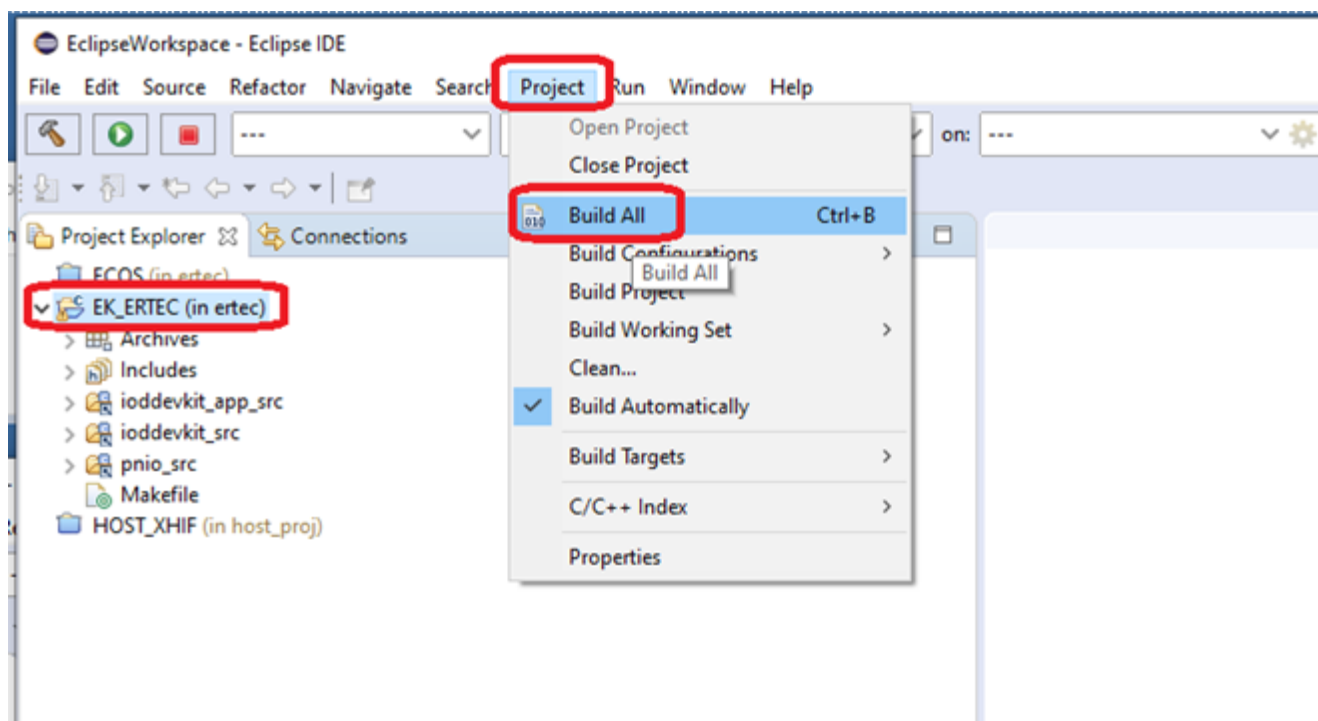 EclipseWorkspace - Eclipse IDE
File Edit Source Refactor Navigate Search Project Run Window Help
--- on: ---
Open Project
Close Project
Build All Ctrl+B
Build Configurations
Build All
Build Project
Build Working Set
Clean...
Build Automatically
Build Targets
C/C++ Index
Properties
Project Explorer Connections
ECOS (in ertec)
EK_ERTEC (in ertec)
Archives
Includes
ioddevkit_app_src
ioddevkit_src
pnio_src
Makefile
HOST_XHIF (in host_proj)